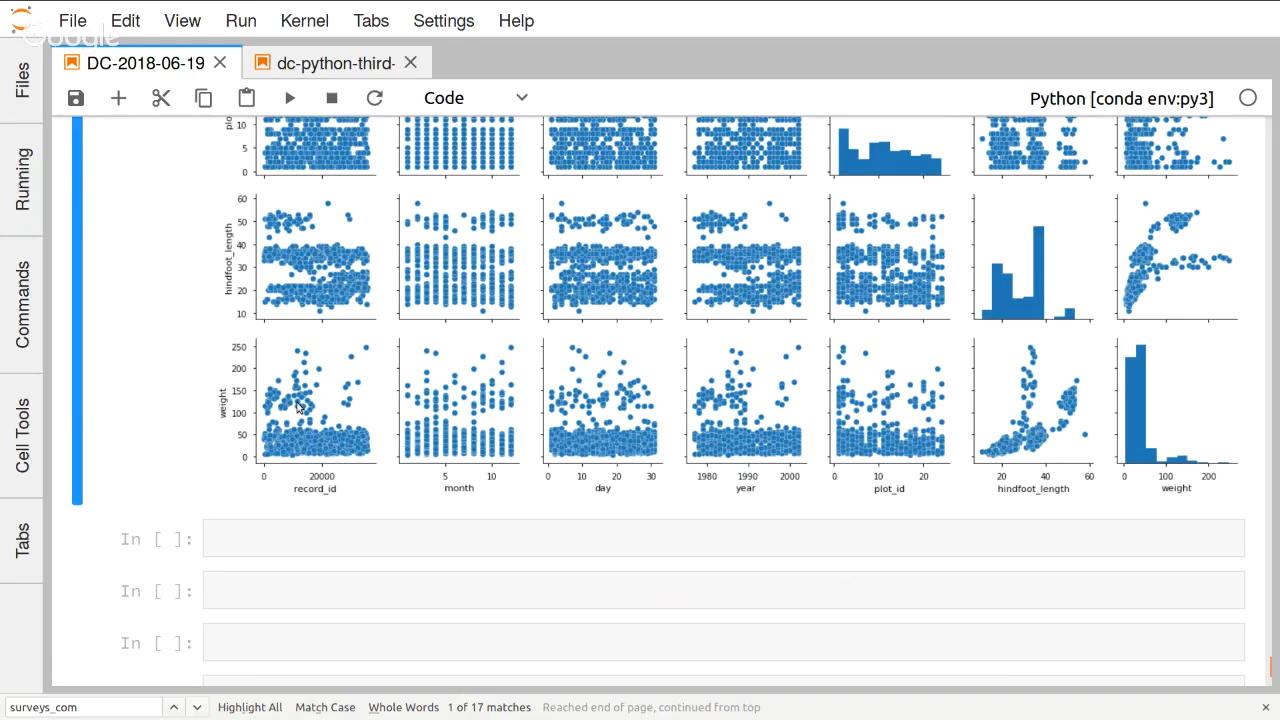 File Edit View Run Kernel Tabs Settings Help
Google
DC-2018-06-19 dc-python-third-
Code Python [conda env:py3]
Files
Running
Commands
Cell Tools
Tabs
plo
10
5
0
hindfoot_length
60
50
40
30
20
10
weight
250
200
150
100
50
0
0 20000 5 10 0 10 20 30 1980 1990 2000 0 10 20 20 40 60 0 100 200
record_id month day year plot_id hindfoot_length weight
In [ ]:
In [ ]:
In [ ]:
surveys_com Highlight All Match Case Whole Words 1 of 17 matches Reached end of page, continued from top